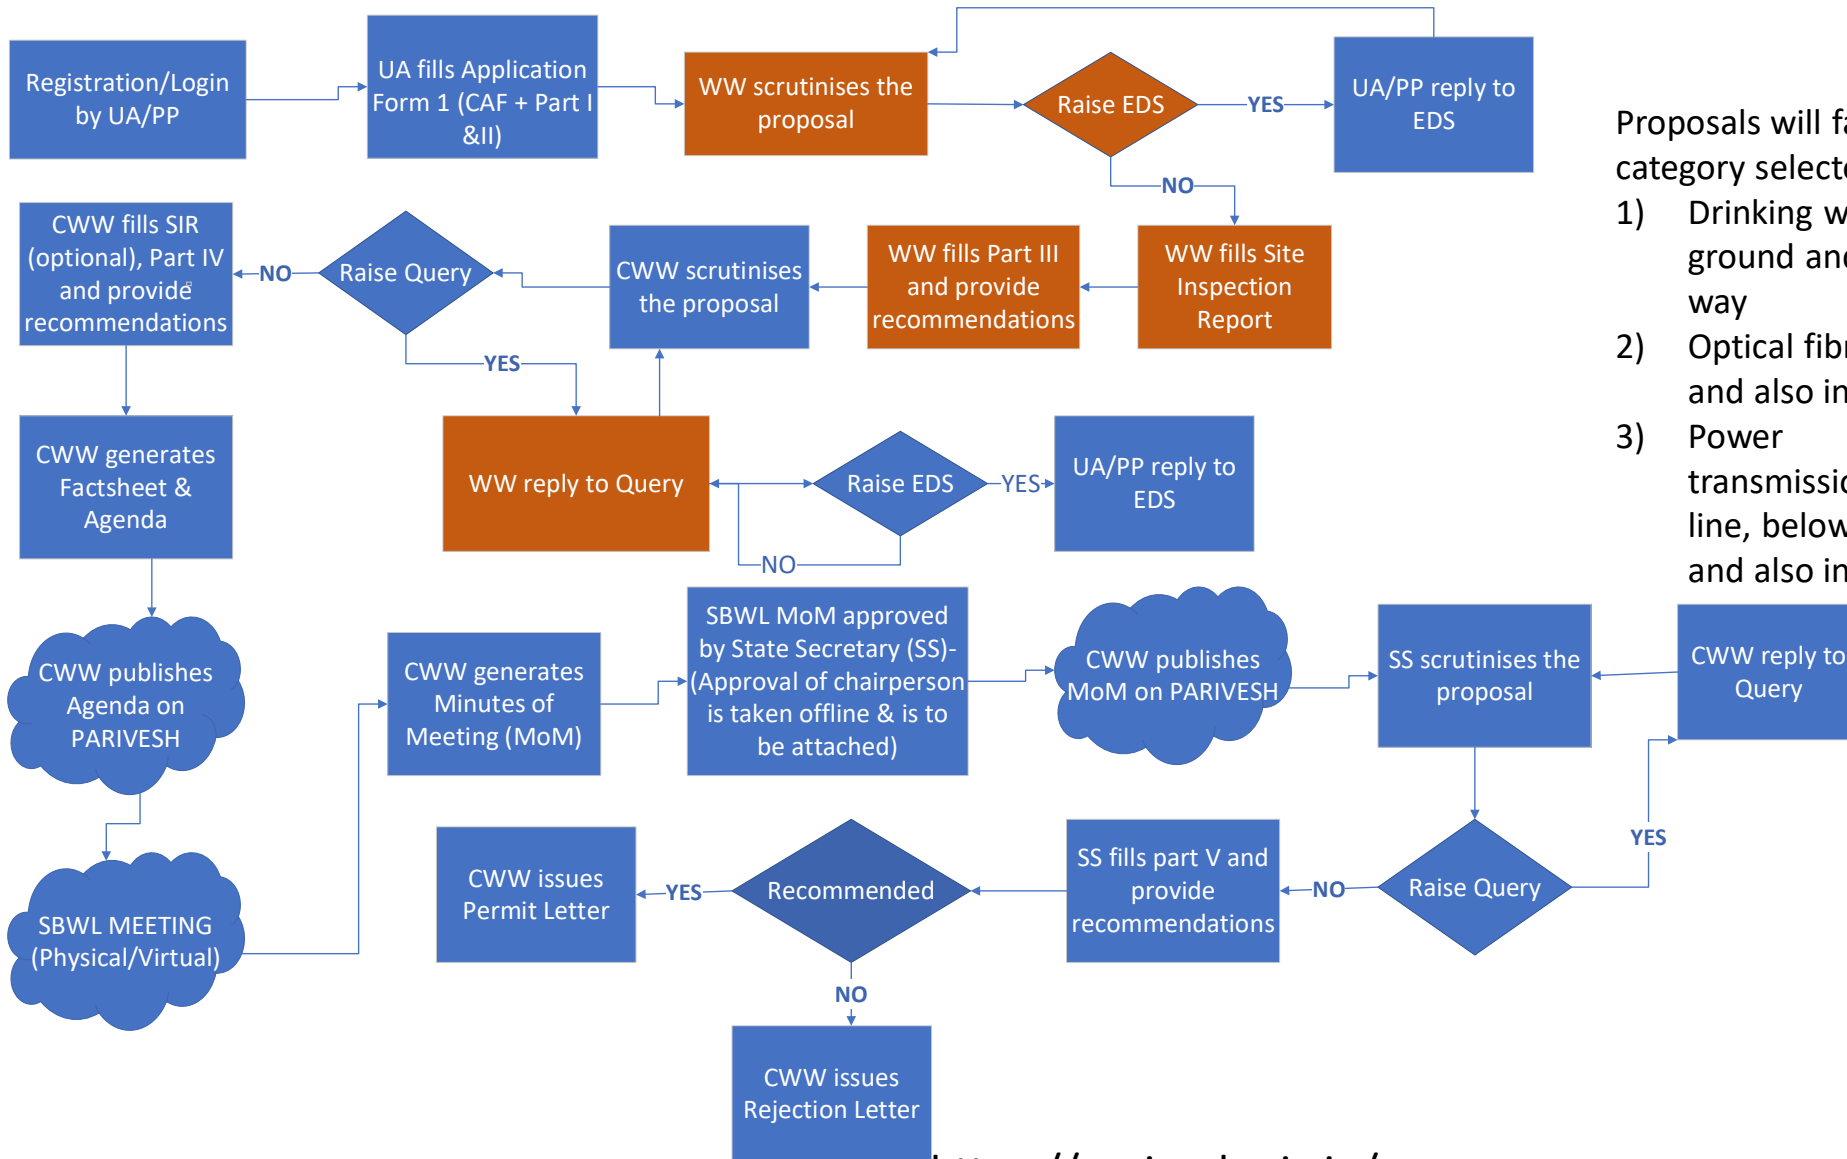 Registration/Login
by UA/PP
UA fills Application
Form 1 (CAF + Part I
&II)
WW scrutinises the
proposal
Raise EDS
YES
UA/PP reply to
EDS
NO
Proposals will
category
1) Drinking
ground
way
2) Optical
and also
3) Power
line, below
and also
CWW fills SIR
(optional), Part IV
and provide
recommendations
NO
Raise Query
CWW scrutinises
the proposal
WW fills Part III
and provide
recommendations
WW fills Site
Inspection
Report
YES
CWW generates
Factsheet &
Agenda
WW reply to Query
Raise EDS
YES
UA/PP reply to
EDS
NO
CWW publishes
Agenda on
PARIVESH
CWW generates
Minutes of
Meeting (MoM)
SBWL MoM approved
by State Secretary (SS)-
(Approval of chairperson
is taken offline & is to
be attached)
CWW publishes
MoM on PARIVESH
SS scrutinises the
proposal
CWW reply to
Query
YES
SBWL MEETING
(Physical/Virtual)
CWW issues
Permit Letter
YES
Recommended
SS fills part V and
provide
recommendations
NO
Raise Query
NO
CWW issues
Rejection Letter